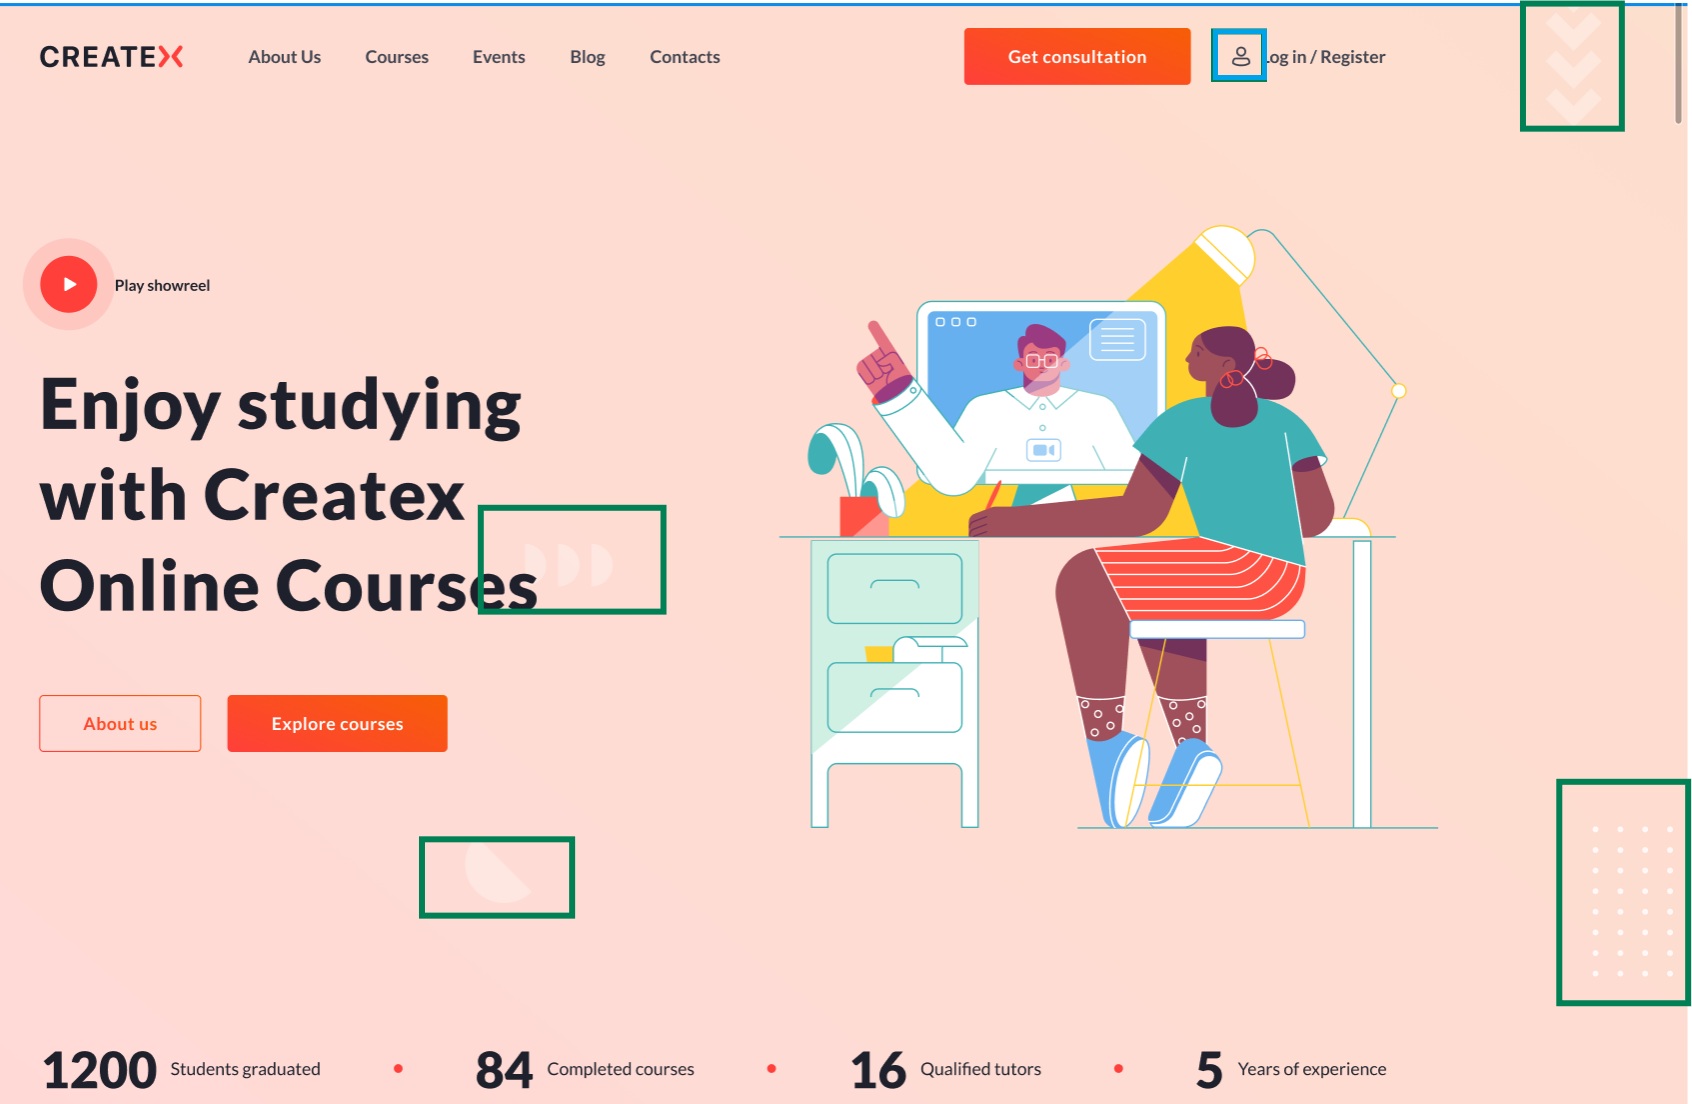 CREATEX
About Us
Courses
Events
Blog
Contacts
Get consultation
Log in / Register
Play showreel
Enjoy studying
with Createx
Online Courses
About us
Explore courses
1200 Students graduated
84 Completed courses
16 Qualified tutors
5 Years of experience